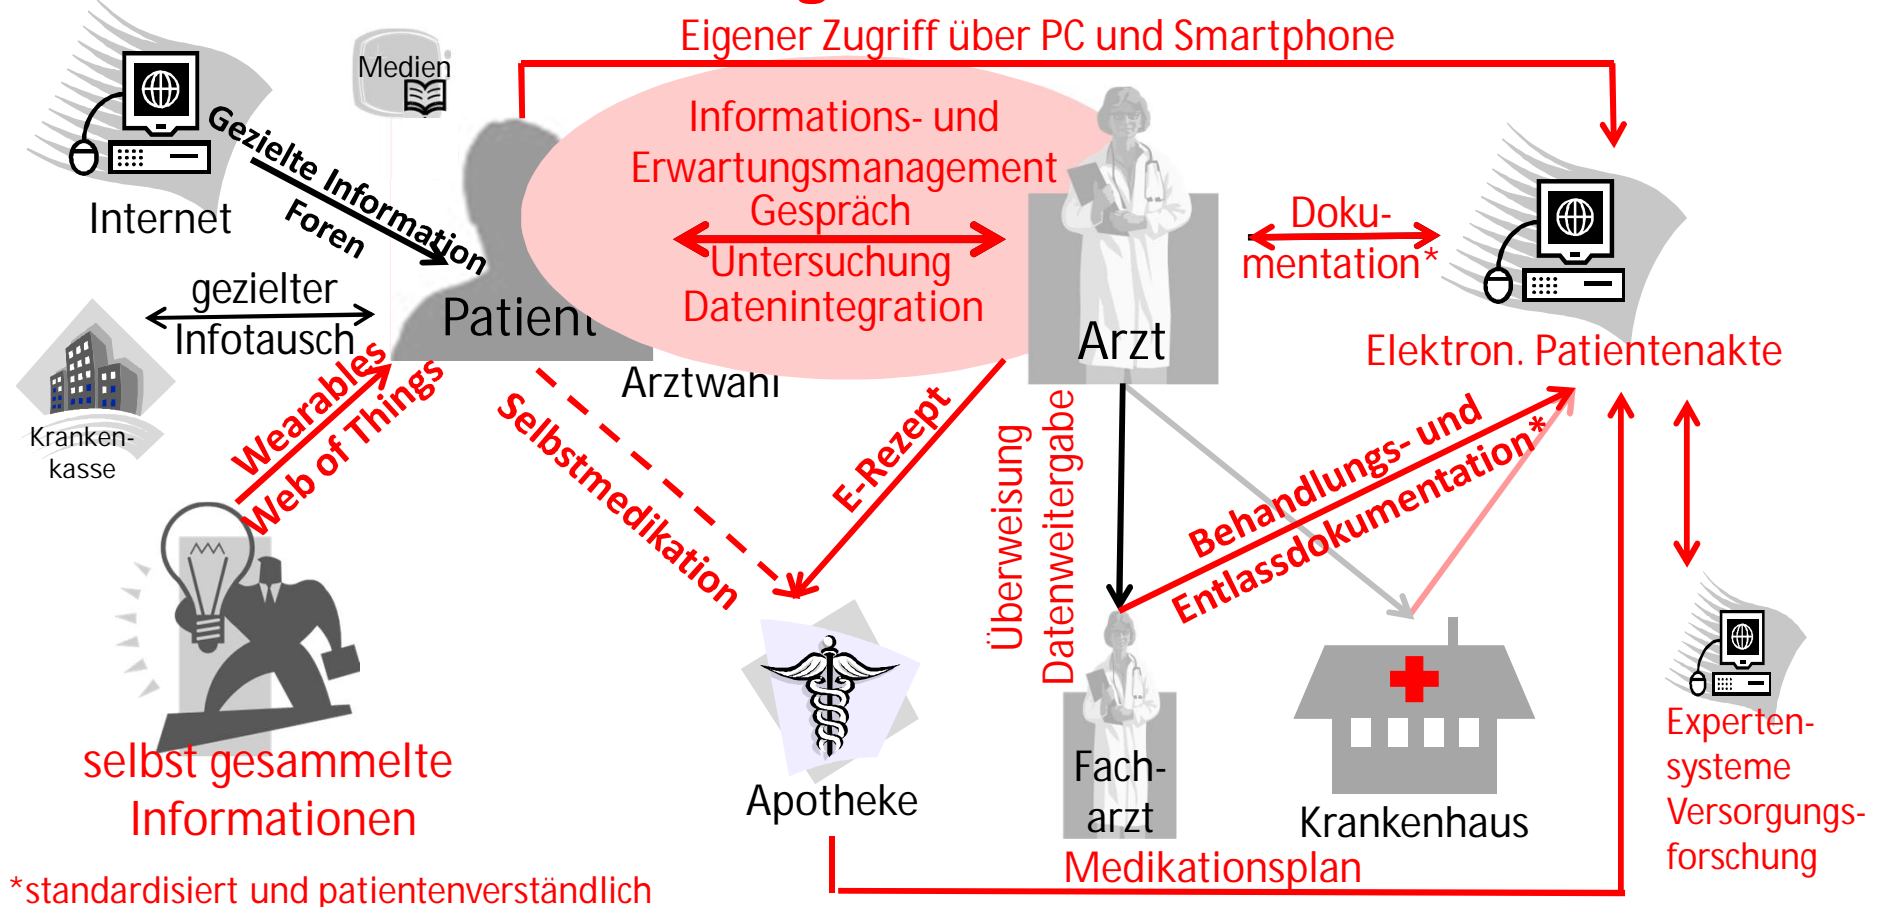 Eigener Zugriff über PC und Smartphone
Medien
Internet
Gezielte Information
Foren
Informations- und
Erwartungsmanagement
Gespräch
Untersuchung
Datenintegration
Patient
Arztwahl
Arzt
Doku-
mentation*
Elektron. Patientenakte
gezielter
Infotausch
Kranken-
kasse
Wearables
Web of Things
Selbstmedikation
E-Rezept
Überweisung
Datenweitergabe
Behandlungs- und
Entlassdokumentation*
selbst gesammelte
Informationen
Apotheke
Fach-
arzt
Krankenhaus
Experten-
systeme
Versorgungs-
forschung
Medikationsplan
*standardisiert und patientenverständlich